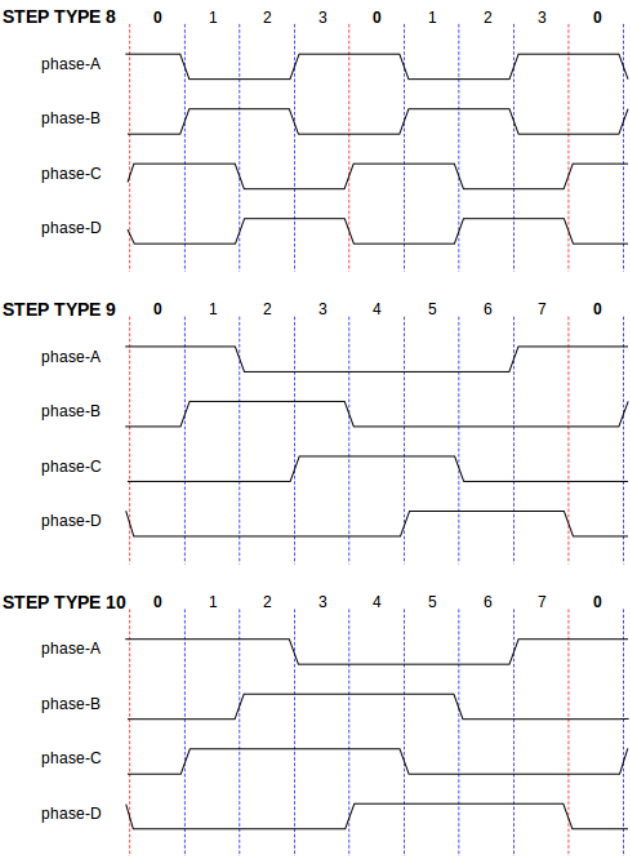 STEP TYPE 8 0 1 2 3 0 1 2 3 0
phase-A
phase-B
phase-C
phase-D
STEP TYPE 9 0 1 2 3 4 5 6 7 0
phase-A
phase-B
phase-C
phase-D
STEP TYPE 10 0 1 2 3 4 5 6 7 0
phase-A
phase-B
phase-C
phase-D